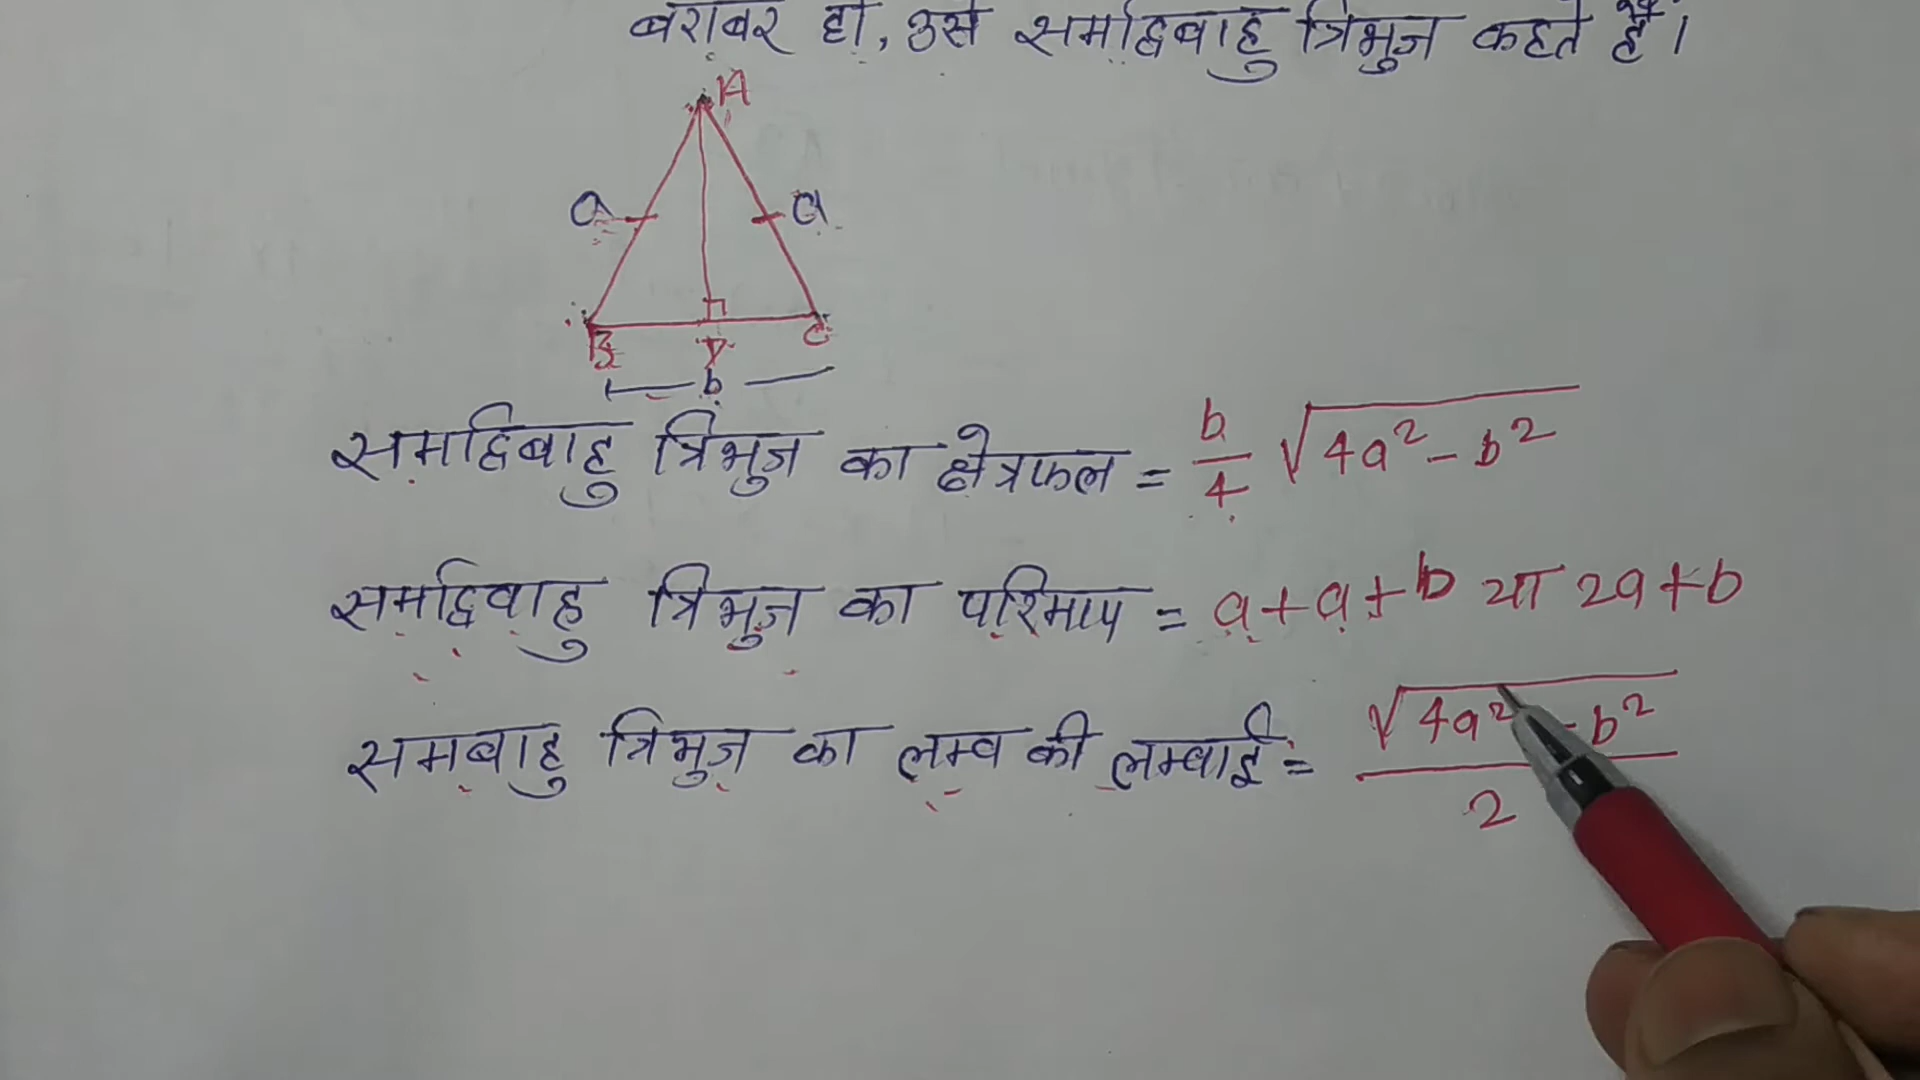 बराबर हो, उसे समद्विबाहु त्रिभुज कहते हैं।
A
a a
B D C
b
समद्विबाहु त्रिभुज का क्षेत्रफल = b/4 √4a² - b²
समद्विवाहु त्रिभुज का परिमाप = a + a + b या 2a + b
समबाहु त्रिभुज का लम्ब की लम्बाई = √4a² - b² / 2